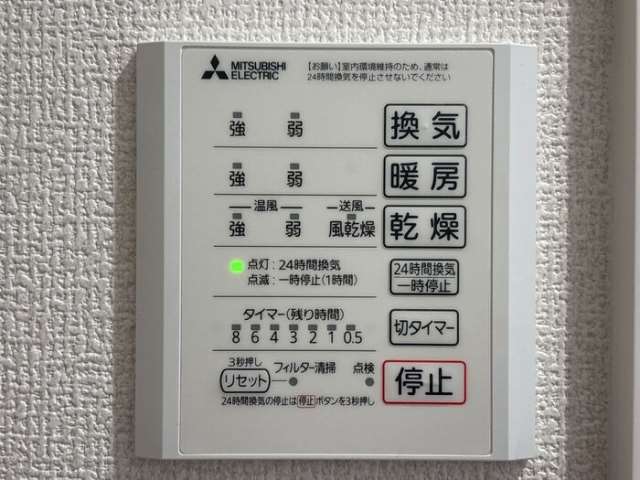 MITSUBISHI ELECTRIC
【お願い】室内環境維持のため、通常は
24時間換気を停止させないでください
強 弱 換気
強 弱 暖房
温風 送風
強 弱 風乾燥 乾燥
点灯：24時間換気
点滅：一時停止(1時間)
24時間換気
一時停止
タイマー(残り時間)
8 6 4 3 2 1 0.5
切タイマー
3秒押し
リセット フィルター清掃 点検
停止
24時間換気の停止は停止ボタンを3秒押し